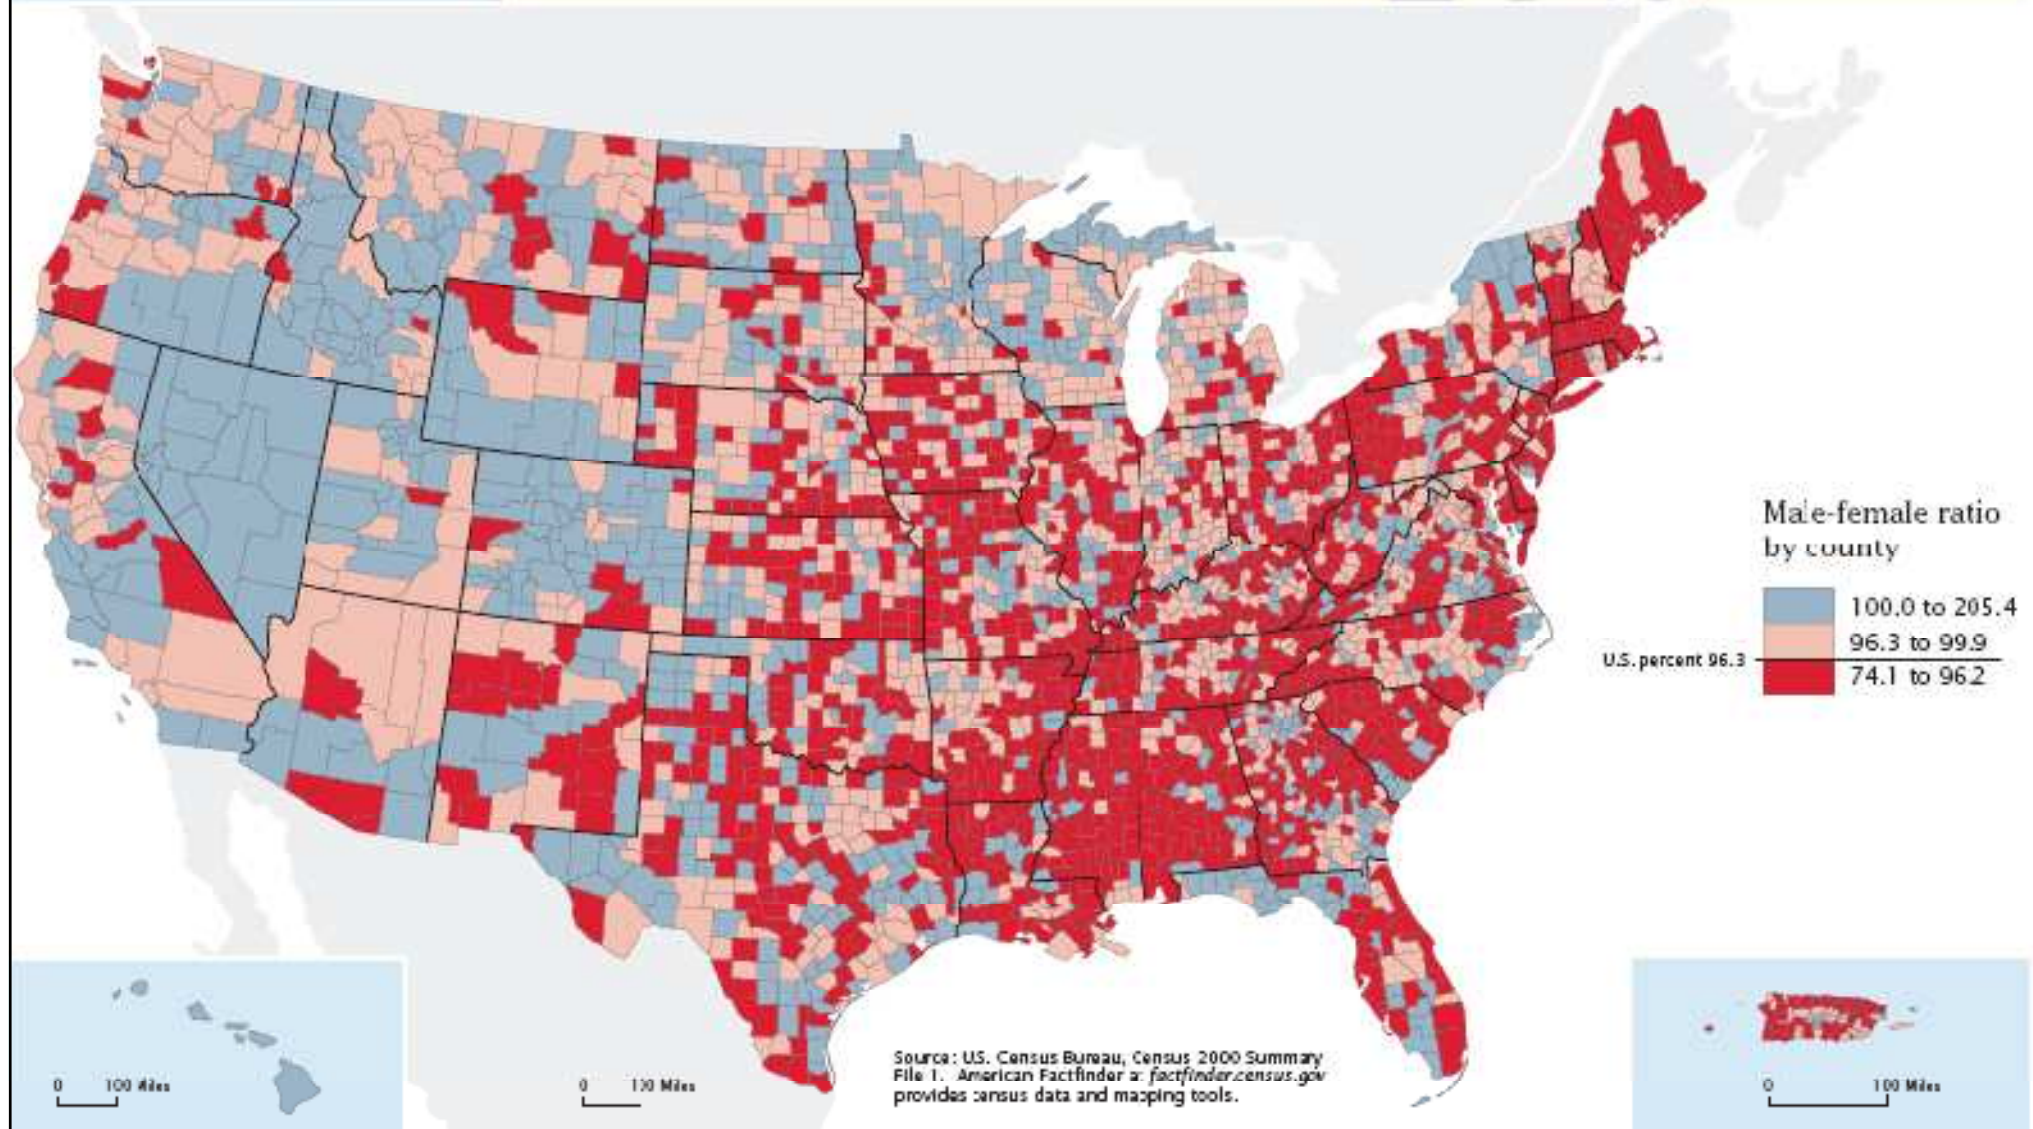 Male-female ratio
by county
100.0 to 205.4
96.3 to 99.9
U.S. percent 96.3
74.1 to 96.2
Source: U.S. Census Bureau, Census 2000 Summary
File 1. American Factfinder at factfinder.census.gov
provides census data and mapping tools.
0 100 Miles
0 100 Miles
0 100 Miles